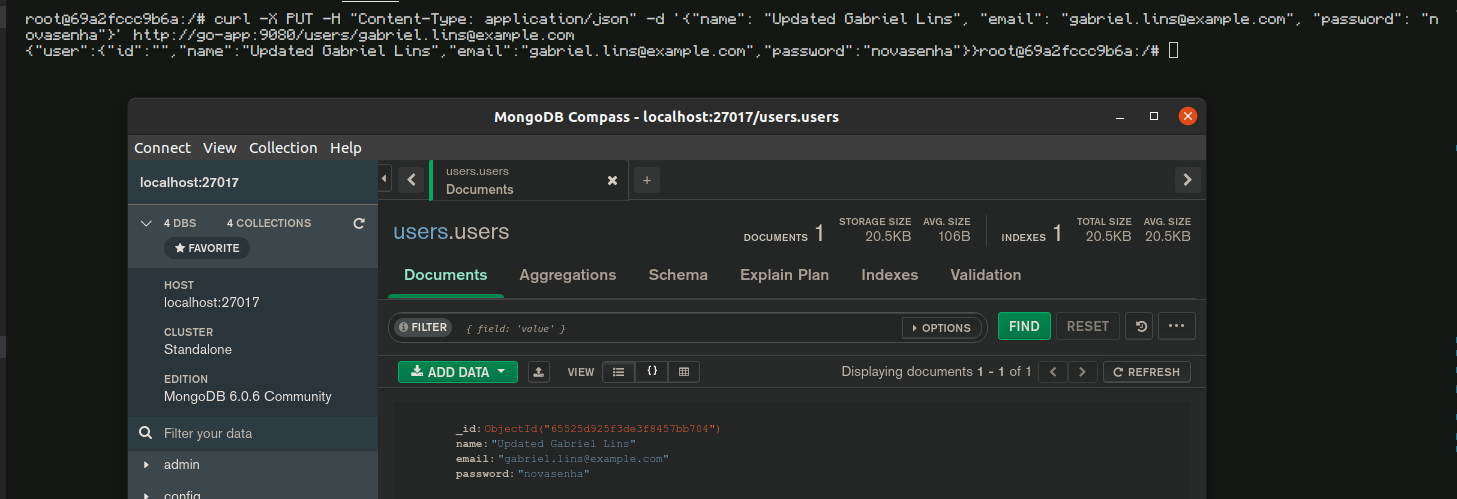 root@69a2fccc9b6a:/# curl -X PUT -H "Content-Type: application/json" -d '{"name": "Updated Gabriel Lins", "email": "gabriel.lins@example.com", "password": "n
ovasenha"}' http://go-app:9080/users/gabriel.lins@example.com
{"user":{"id":"","name":"Updated Gabriel Lins","email":"gabriel.lins@example.com","password":"novasenha"}}root@69a2fccc9b6a:/#
MongoDB Compass - localhost:27017/users.users
Connect View Collection Help
localhost:27017
users.users
Documents
4 DBS 4 COLLECTIONS
FAVORITE
HOST
localhost:27017
CLUSTER
Standalone
EDITION
MongoDB 6.0.6 Community
Filter your data
admin
config
users.users
DOCUMENTS 1
STORAGE SIZE
20.5KB
AVG. SIZE
106B
INDEXES 1
TOTAL SIZE
20.5KB
AVG. SIZE
20.5KB
Documents Aggregations Schema Explain Plan Indexes Validation
FILTER { field: 'value' } OPTIONS FIND RESET
ADD DATA VIEW Displaying documents 1 - 1 of 1 REFRESH
_id: ObjectId("65525d925f3de3f8457bb704")
name: "Updated Gabriel Lins"
email: "gabriel.lins@example.com"
password: "novasenha"